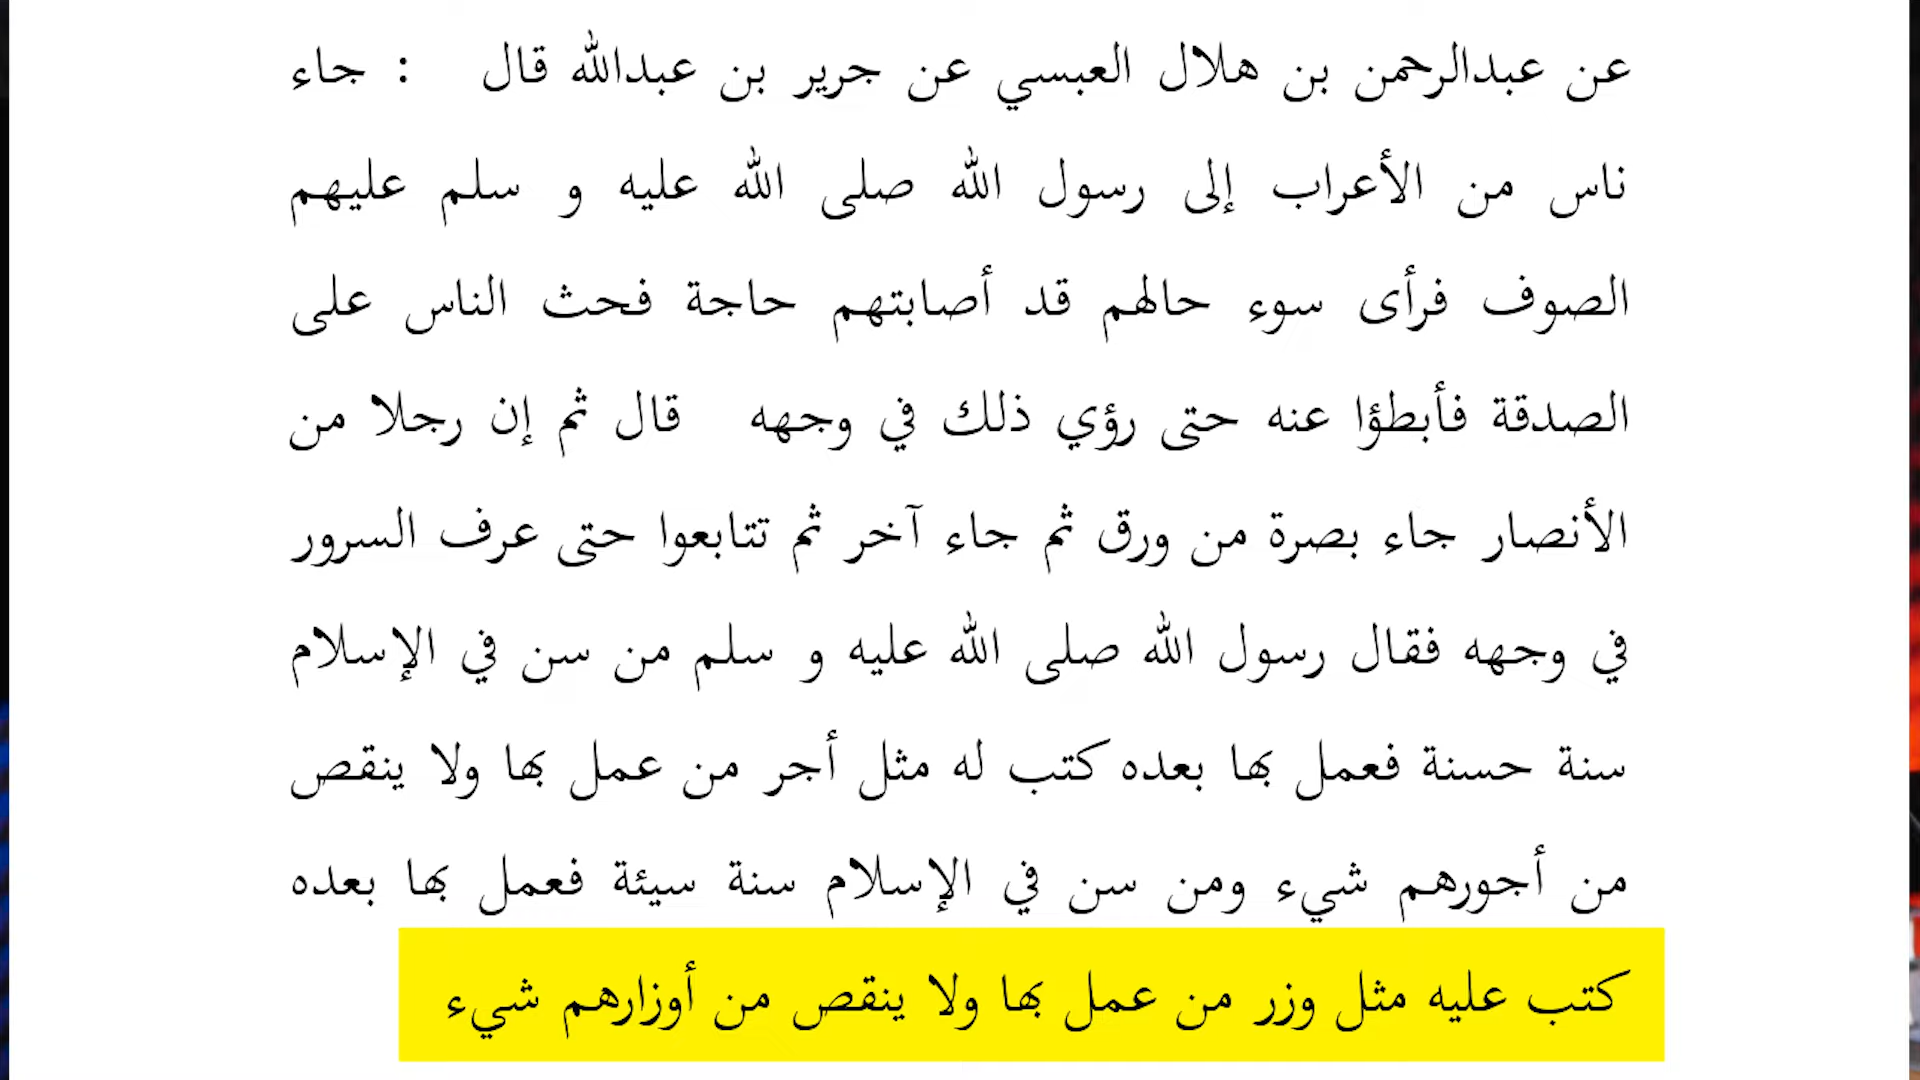 عن عبدالرحمن بن هلال العبسي عن جرير بن عبدالله قال : جاء
ناس من الأعراب إلى رسول الله صلى الله عليه و سلم عليهم
الصوف فرأى سوء حالهم قد أصابتهم حاجة فحث الناس على
الصدقة فأبطؤا عنه حتى رؤي ذلك في وجهه قال ثم إن رجلا من
الأنصار جاء بصرة من ورق ثم جاء آخر ثم تتابعوا حتى عرف السرور
في وجهه فقال رسول الله صلى الله عليه و سلم من سن في الإسلام
سنة حسنة فعمل بها بعده كتب له مثل أجر من عمل بها ولا ينقص
من أجورهم شيء ومن سن في الإسلام سنة سيئة فعمل بها بعده
كتب عليه مثل وزر من عمل بها ولا ينقص من أوزارهم شيء